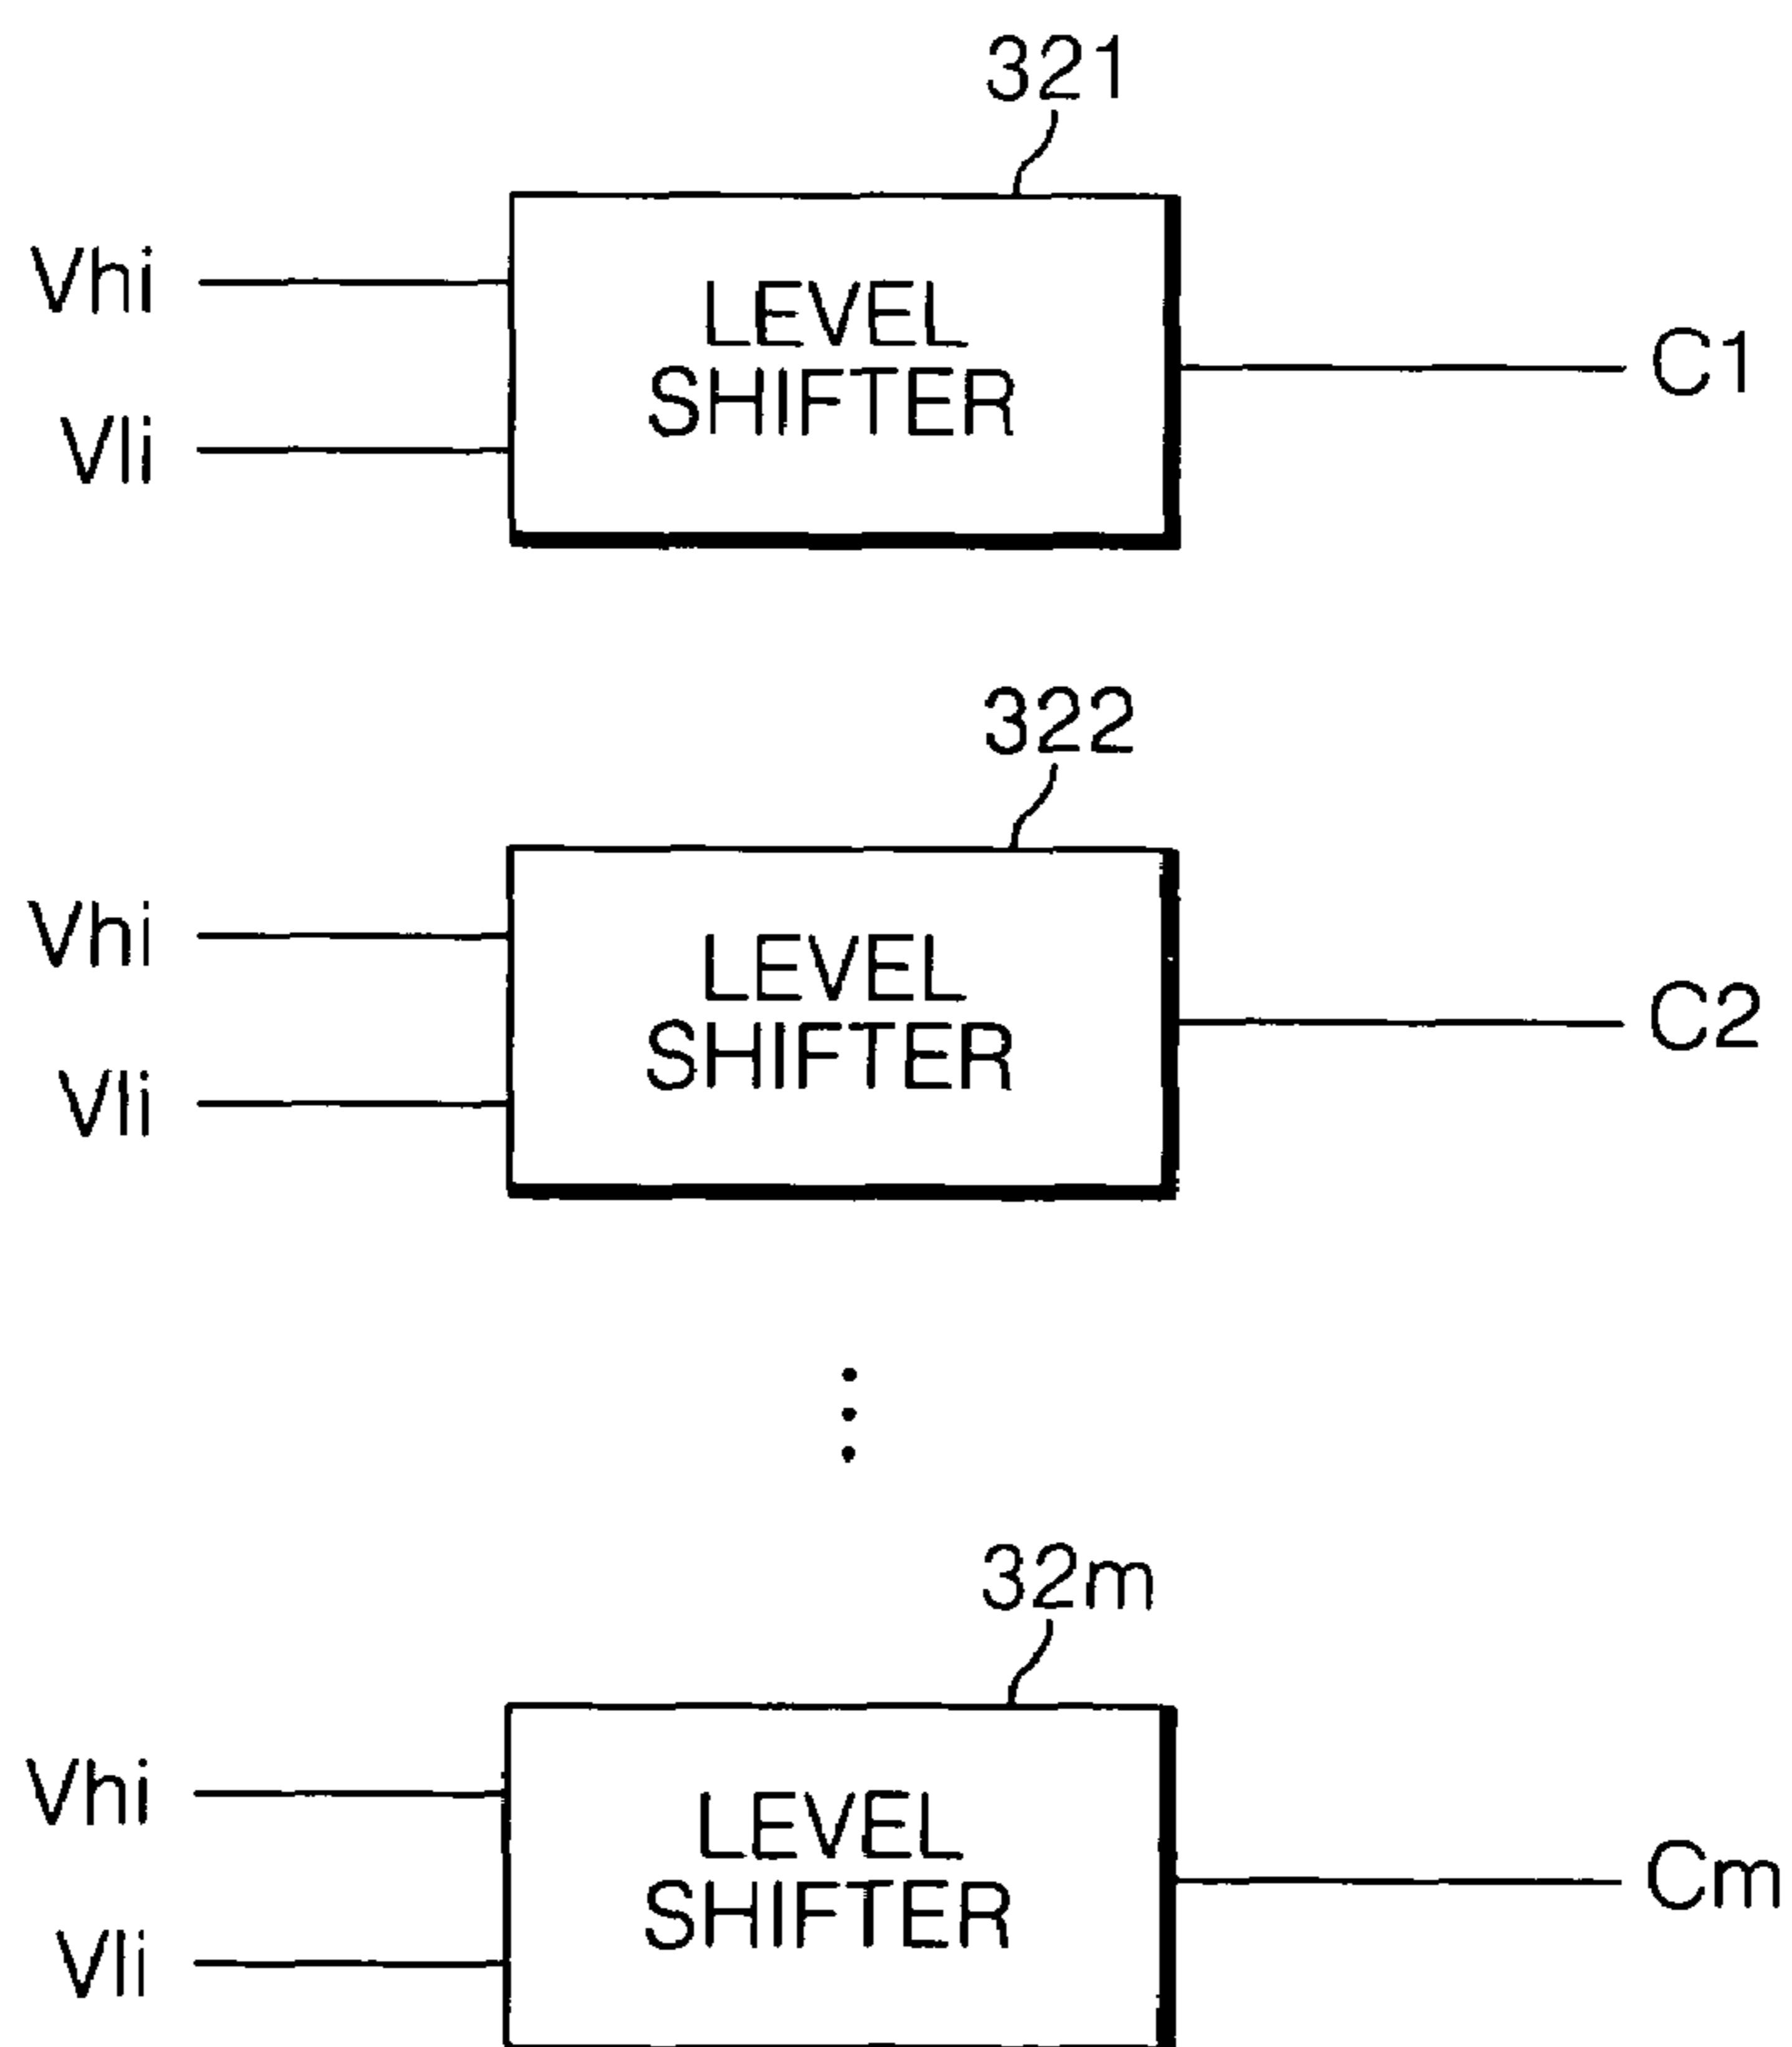 321
Vhi
LEVEL
SHIFTER
C1
Vli
322
Vhi
LEVEL
SHIFTER
C2
Vli
32m
Vhi
LEVEL
SHIFTER
Cm
Vli